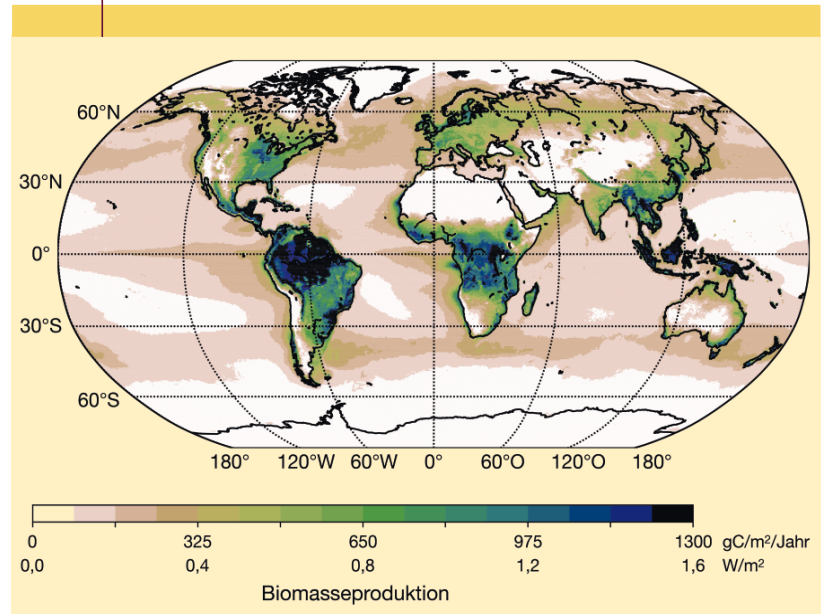 60°N
30°N
0°
30°S
60°S
180° 120°W 60°W 0° 60°O 120°O 180°
0 325 650 975 1300 gC/m²/Jahr
0,0 0,4 0,8 1,2 1,6 W/m²
Biomasseproduktion